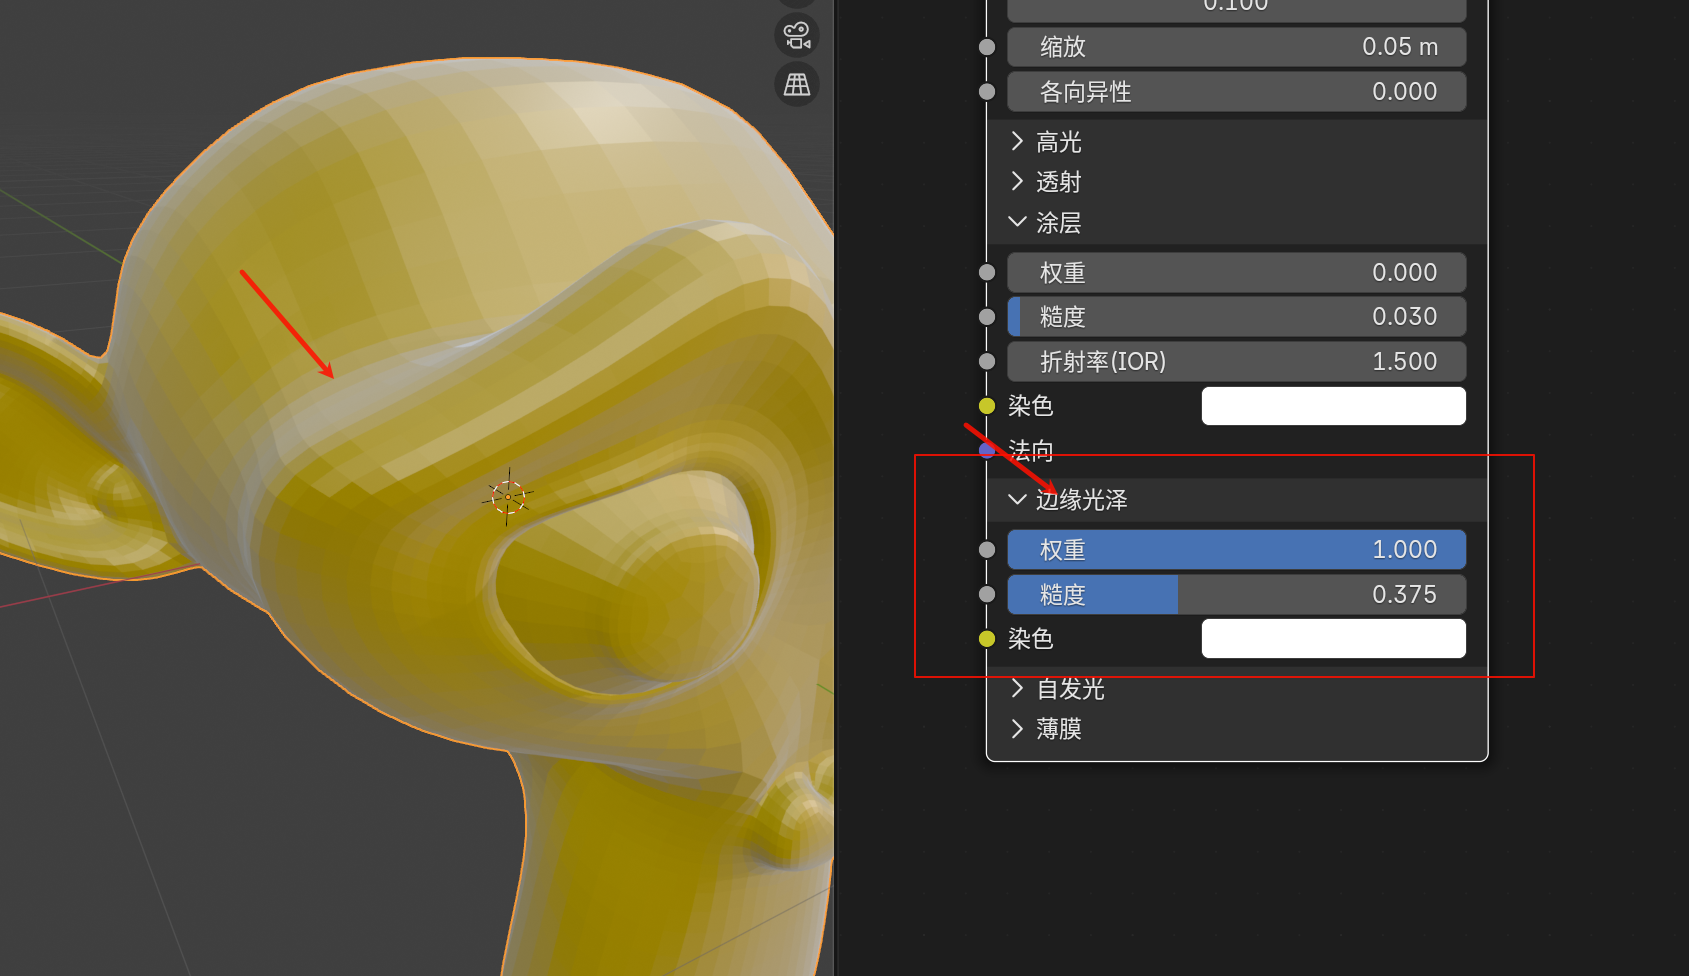 0.100
缩放 0.05 m
各向异性 0.000
高光
透射
涂层
权重 0.000
糙度 0.030
折射率(IOR) 1.500
染色
法向
边缘光泽
权重 1.000
糙度 0.375
染色
自发光
薄膜